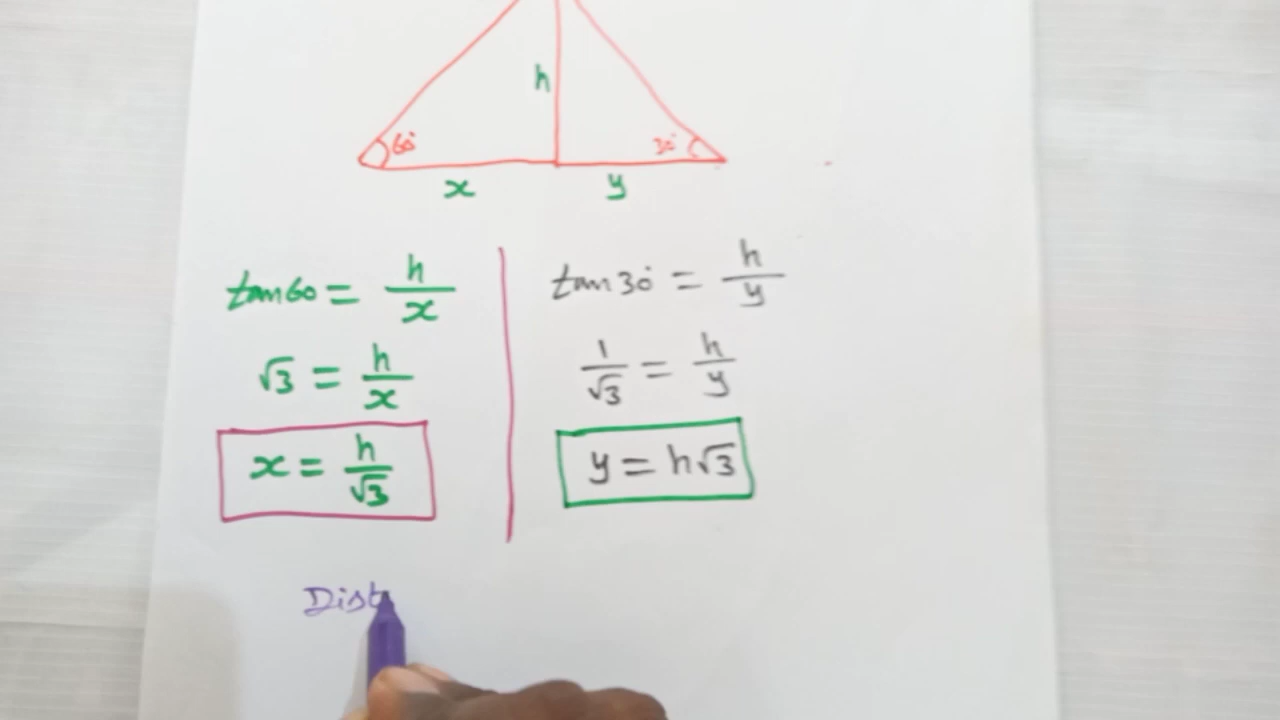 h
60° 30°
x y
tan60 = h/x
√3 = h/x
x = h/√3
tan30° = h/y
1/√3 = h/y
y = h√3
Dist